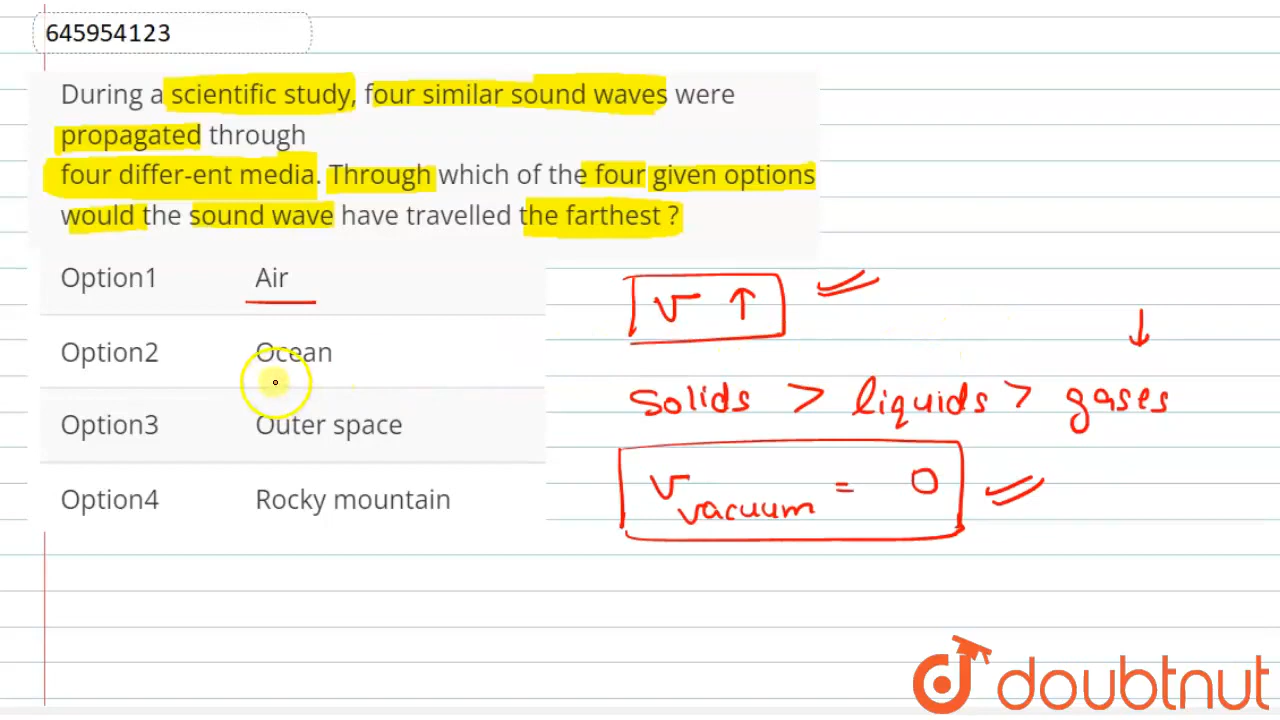 645954123
During a scientific study, four similar sound waves were
propagated through
four differ-ent media. Through which of the four given options
would the sound wave have travelled the farthest ?
Option1 Air
Option2 Ocean
Option3 Outer space
Option4 Rocky mountain
v ↑
↓
Solids > liquids > gases
v vacuum = 0
doubtnut